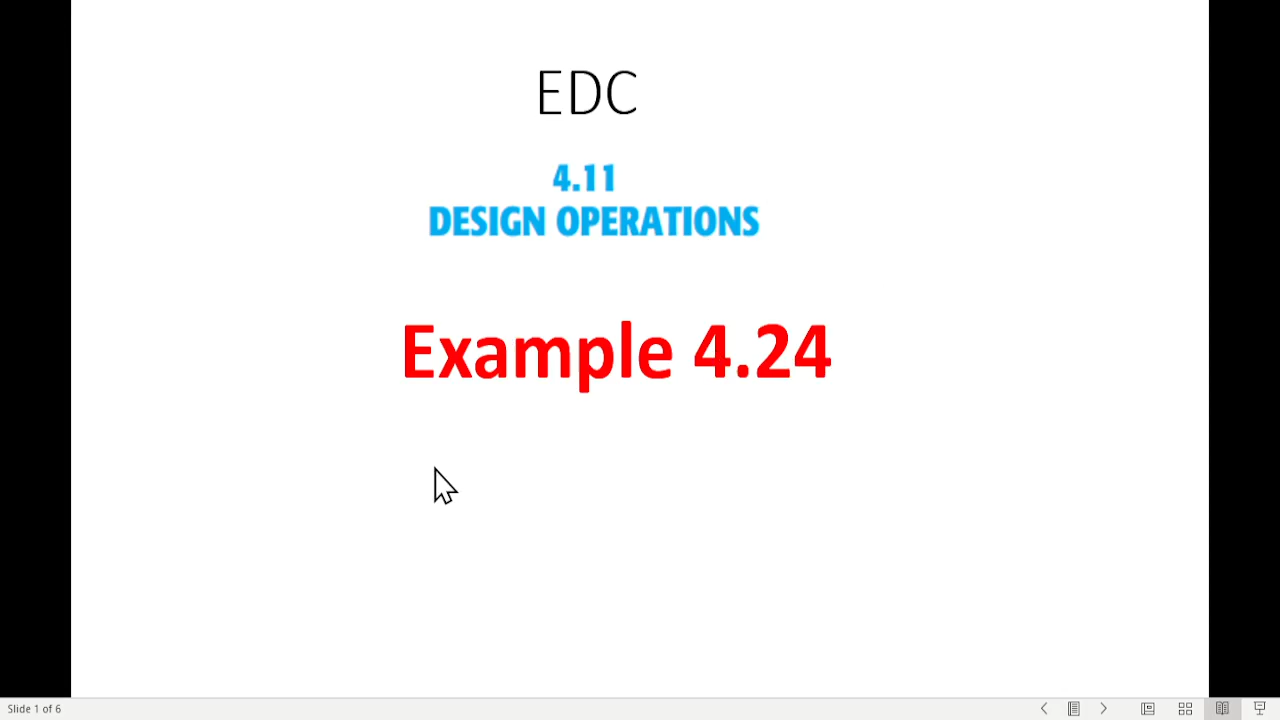 EDC
4.11
DESIGN OPERATIONS
Example 4.24
Slide 1 of 6